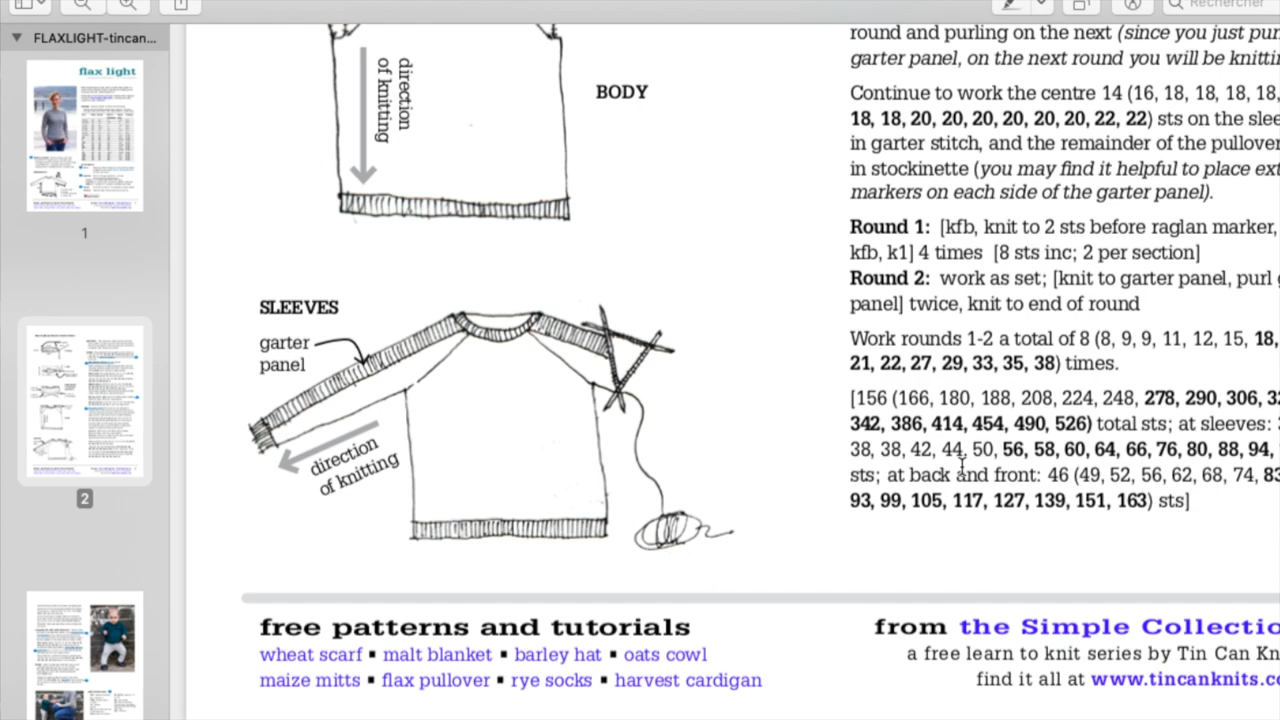 Rechercher
FLAXLIGHT-tincan...
flax light
1
2
direction
of knitting
BODY
SLEEVES
garter
panel
direction
of knitting
free patterns and tutorials
wheat scarf ▪ malt blanket ▪ barley hat ▪ oats cowl
maize mitts ▪ flax pullover ▪ rye socks ▪ harvest cardigan
round and purling on the next (since you just pur
garter panel, on the next round you will be knittin
Continue to work the centre 14 (16, 18, 18, 18, 18,
18, 18, 20, 20, 20, 20, 20, 20, 22, 22) sts on the slee
in garter stitch, and the remainder of the pullover
in stockinette (you may find it helpful to place ext
markers on each side of the garter panel).
Round 1: [kfb, knit to 2 sts before raglan marker,
kfb, k1] 4 times [8 sts inc; 2 per section]
Round 2: work as set; [knit to garter panel, purl g
panel] twice, knit to end of round
Work rounds 1-2 a total of 8 (8, 9, 9, 11, 12, 15, 18,
21, 22, 27, 29, 33, 35, 38) times.
[156 (166, 180, 188, 208, 224, 248, 278, 290, 306, 32
342, 386, 414, 454, 490, 526) total sts; at sleeves: 3
38, 38, 42, 44, 50, 56, 58, 60, 64, 66, 76, 80, 88, 94,
sts; at back and front: 46 (49, 52, 56, 62, 68, 74, 83
93, 99, 105, 117, 127, 139, 151, 163) sts]
from the Simple Collectio
a free learn to knit series by Tin Can Kn
find it all at www.tincanknits.co